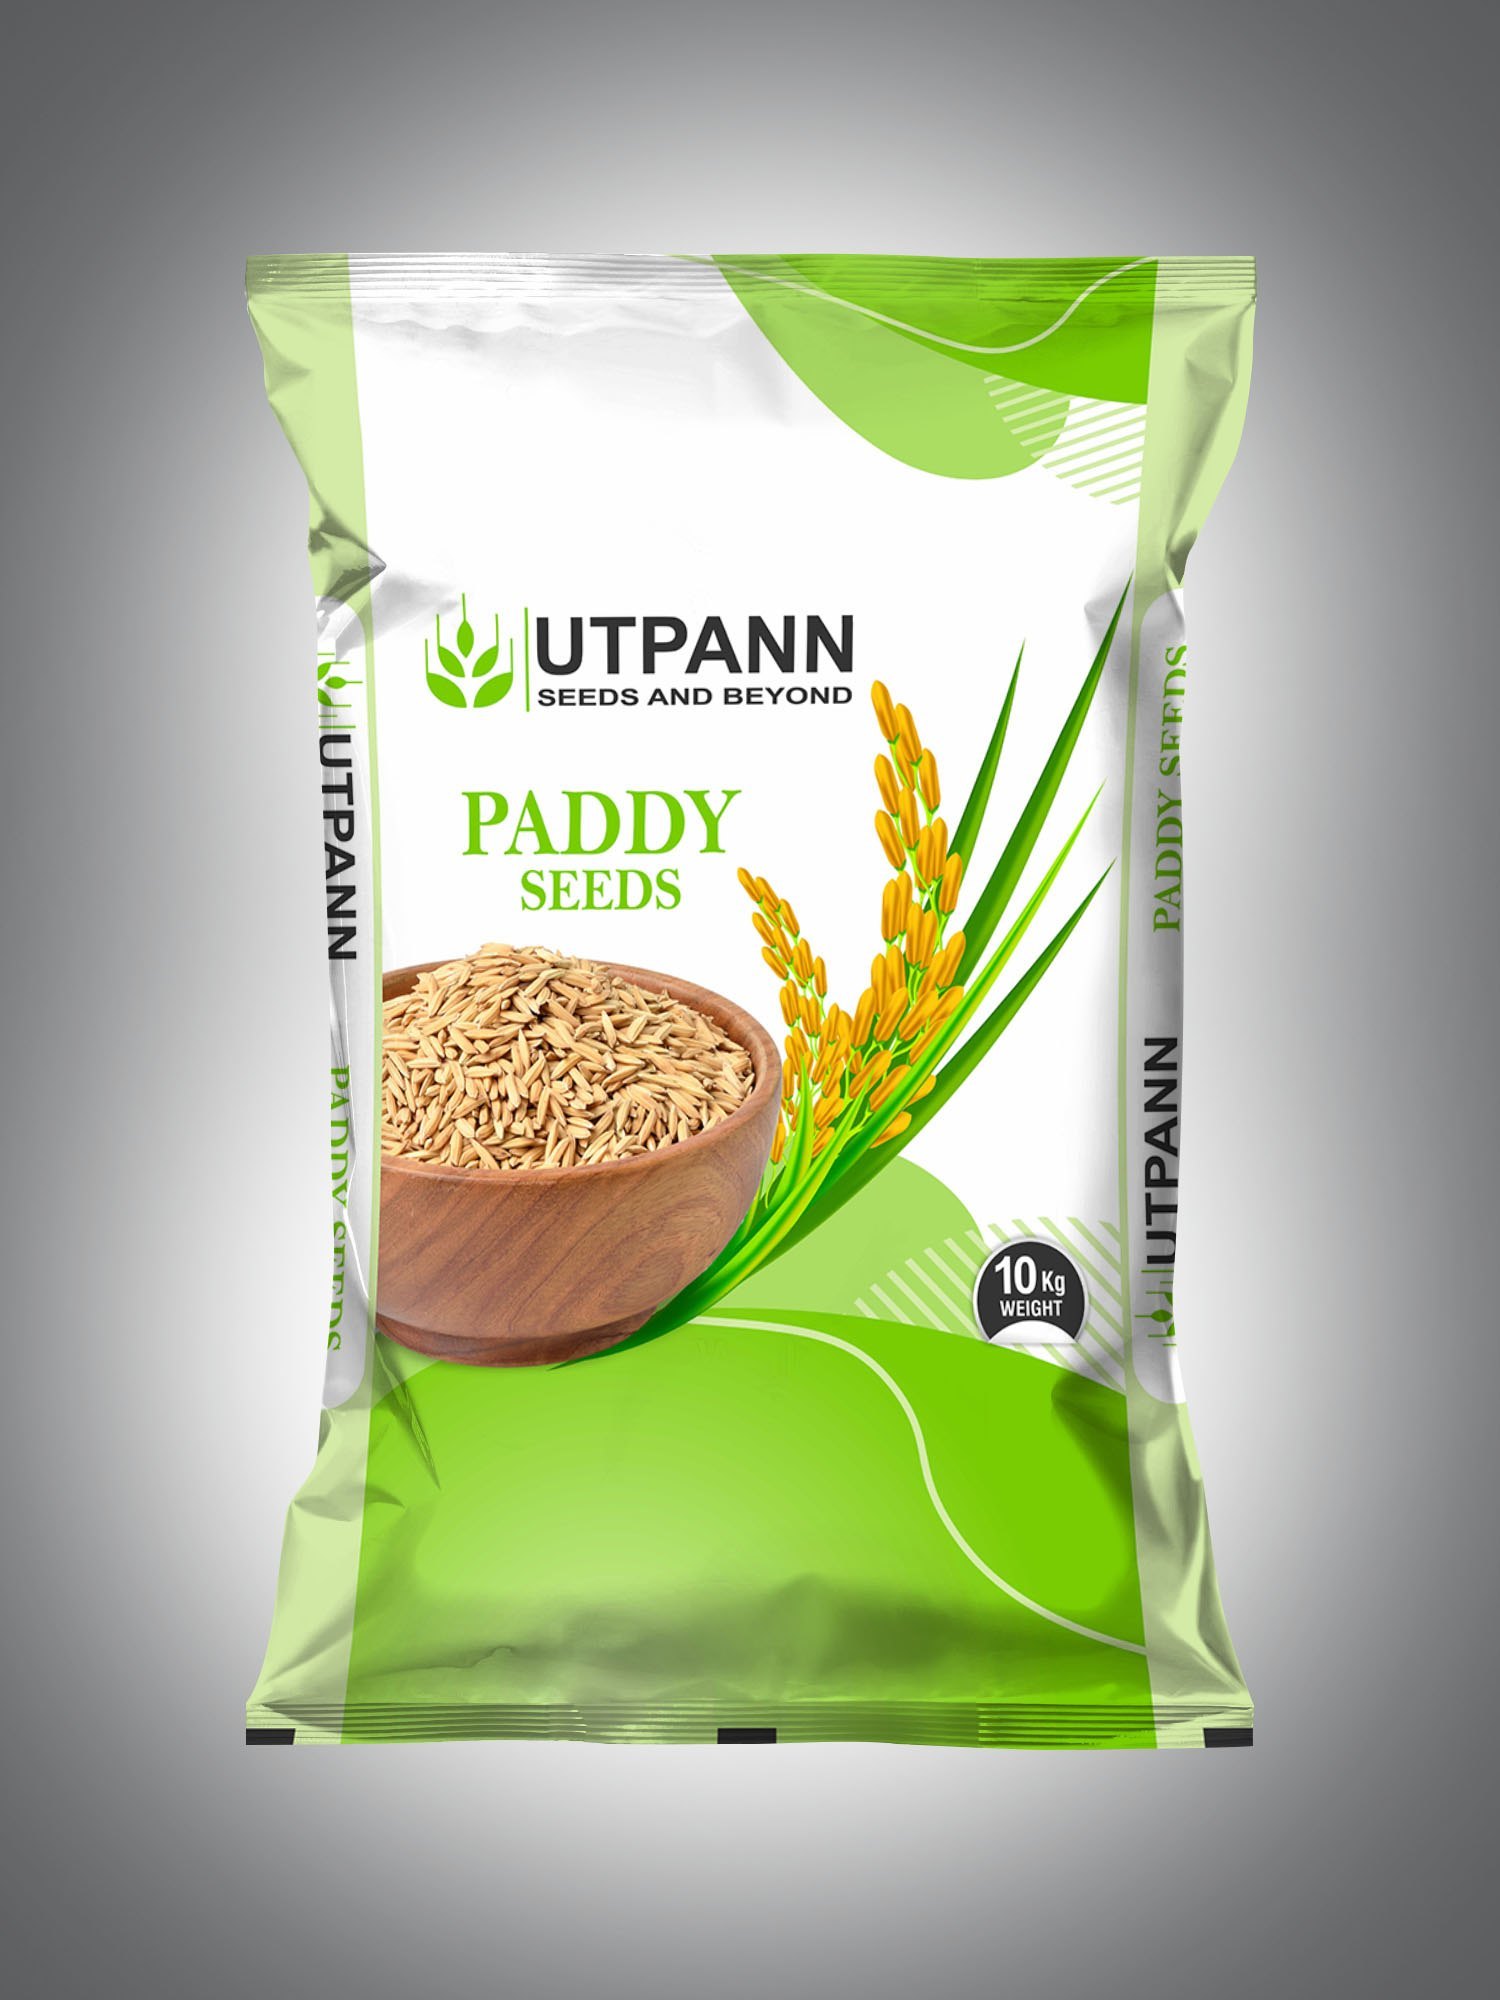 UTPANN
SEEDS AND BEYOND
PADDY
SEEDS
10 Kg
WEIGHT
UTPANN
PADDY SEEDS
UTPANN
PADDY SEEDS